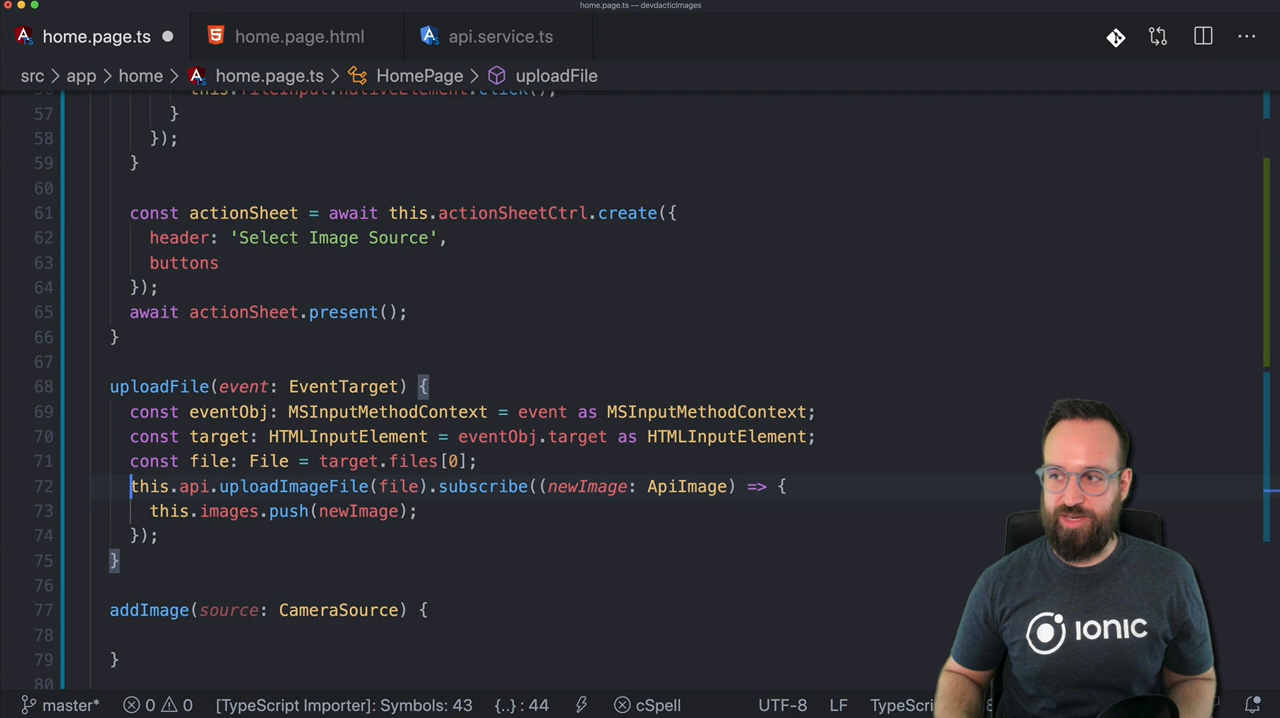 home.page.ts — devdacticImages
home.page.ts home.page.html api.service.ts
src > app > home > home.page.ts > HomePage > uploadFile
56 this.fileInput.nativeElement.click();
57 }
58 });
59 }
60
61 const actionSheet = await this.actionSheetCtrl.create({
62 header: 'Select Image Source',
63 buttons
64 });
65 await actionSheet.present();
66 }
67
68 uploadFile(event: EventTarget) {
69 const eventObj: MSInputMethodContext = event as MSInputMethodContext;
70 const target: HTMLInputElement = eventObj.target as HTMLInputElement;
71 const file: File = target.files[0];
72 this.api.uploadImageFile(file).subscribe((newImage: ApiImage) => {
73 this.images.push(newImage);
74 });
75 }
76
77 addImage(source: CameraSource) {
78
79 }
80
ionic
master* 0 0 [TypeScript Importer]: Symbols: 43 {..} : 44 cSpell UTF-8 LF